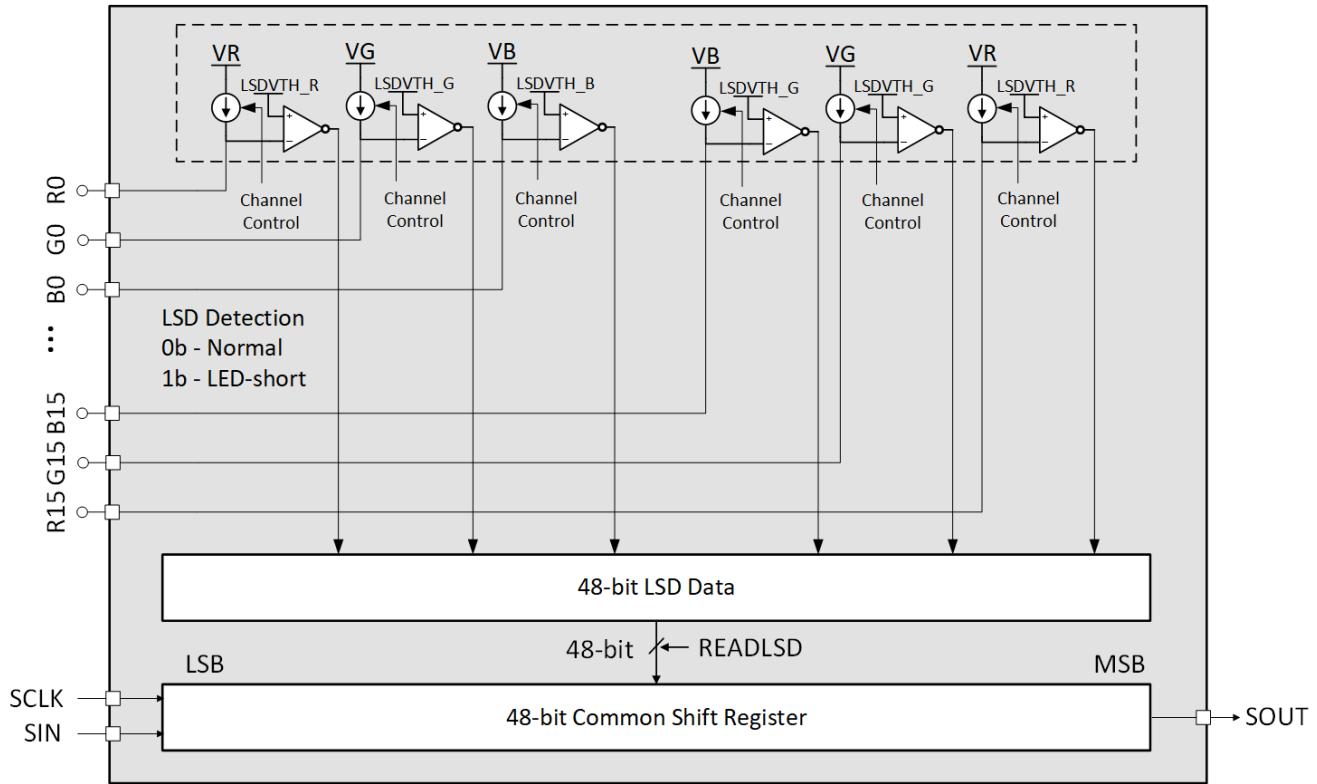 VR
VG
VB
VB
VG
VR
LSDVTH_R
LSDVTH_G
LSDVTH_B
LSDVTH_G
LSDVTH_G
LSDVTH_R
+
+
+
+
+
+
−
−
−
−
−
−
Channel
Control
Channel
Control
Channel
Control
Channel
Control
Channel
Control
Channel
Control
R0
G0
B0
...
B15
G15
R15
LSD Detection
0b - Normal
1b - LED-short
48-bit LSD Data
48-bit
READLSD
LSB
MSB
SCLK
SIN
48-bit Common Shift Register
SOUT